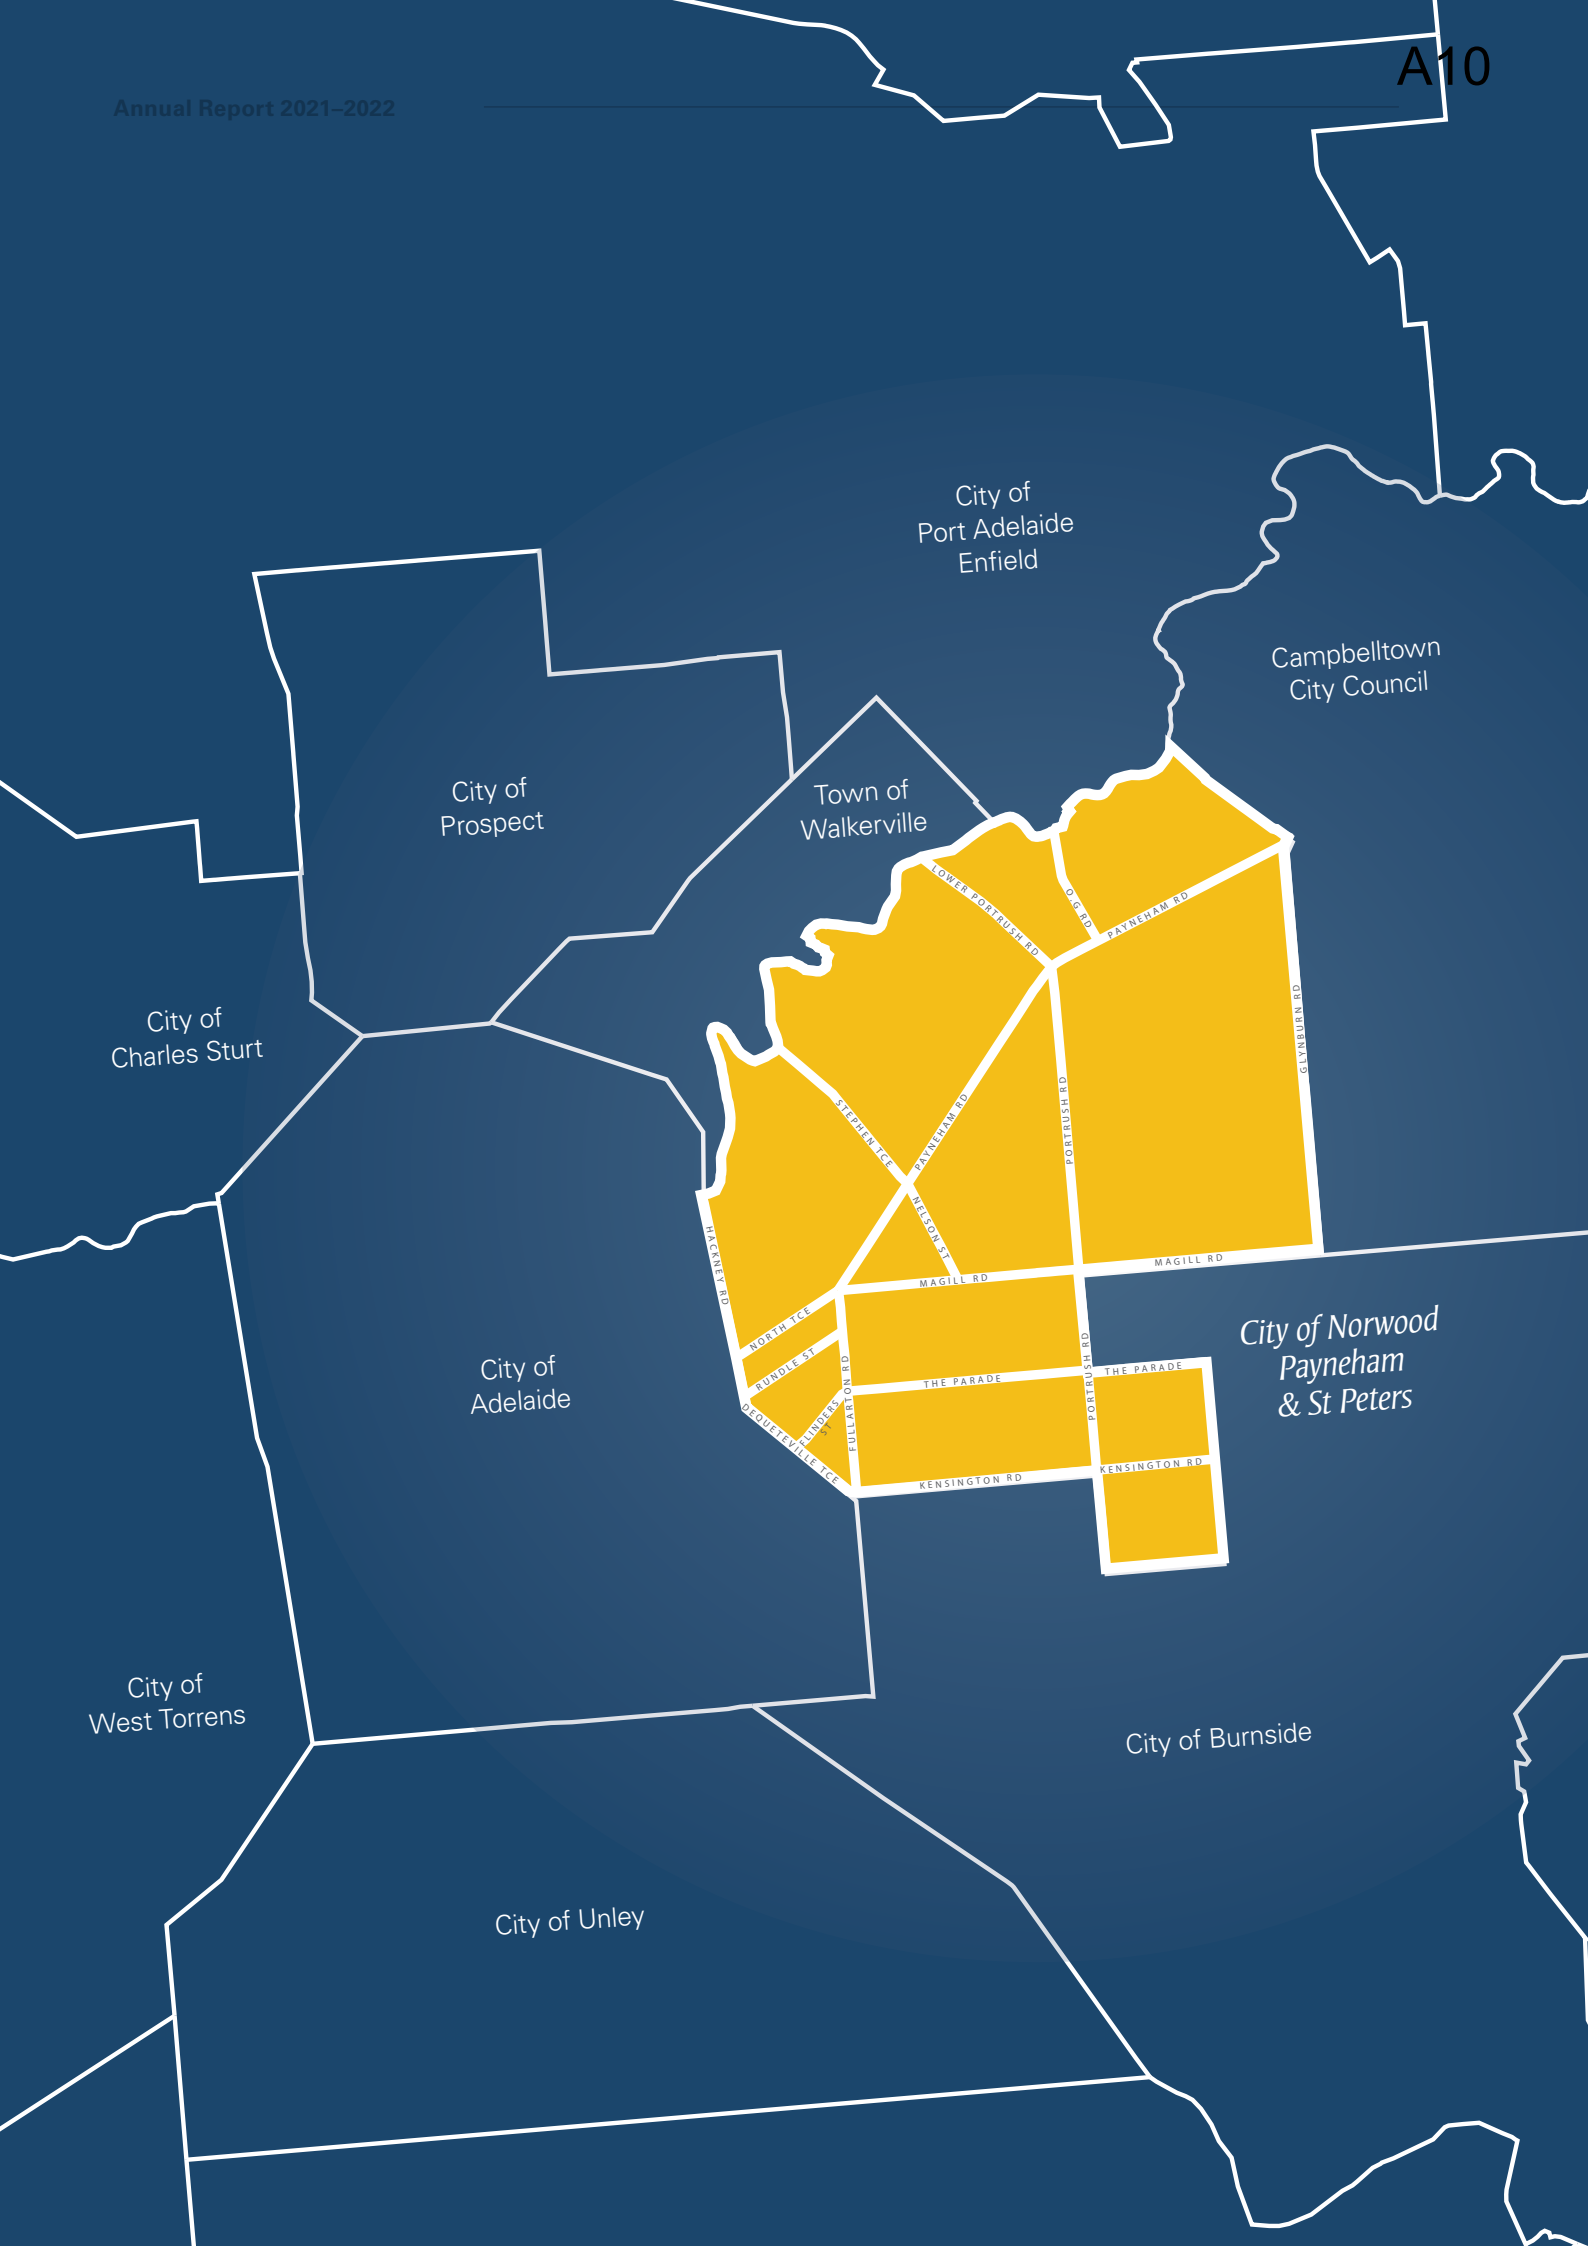 A10
Annual Report 2021–2022
City of
Port Adelaide
Enfield
Campbelltown
City Council
City of
Prospect
Town of
Walkerville
LOWER PORTRUSH RD
O.G RD
PAYNEHAM RD
GLYNBURN RD
City of
Charles Sturt
STEPHEN TCE
PAYNEHAM RD
PORTRUSH RD
NELSON ST
HACKNEY RD
MAGILL RD
MAGILL RD
NORTH TCE
RUNDLE ST
City of Norwood
Payneham
& St Peters
City of
Adelaide
FULLARTON RD
THE PARADE
PORTRUSH RD
THE PARADE
FLINDERS
ST
DEQUETEVILLE TCE
KENSINGTON RD
KENSINGTON RD
City of
West Torrens
City of Burnside
City of Unley